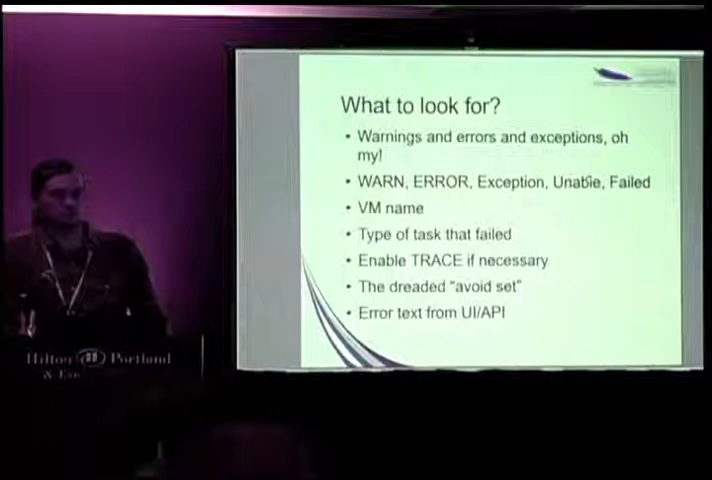 What to look for?
• Warnings and errors and exceptions, oh
my!
• WARN, ERROR, Exception, Unable, Failed
• VM name
• Type of task that failed
• Enable TRACE if necessary
• The dreaded "avoid set"
• Error text from UI/API
Hilton Portland
&